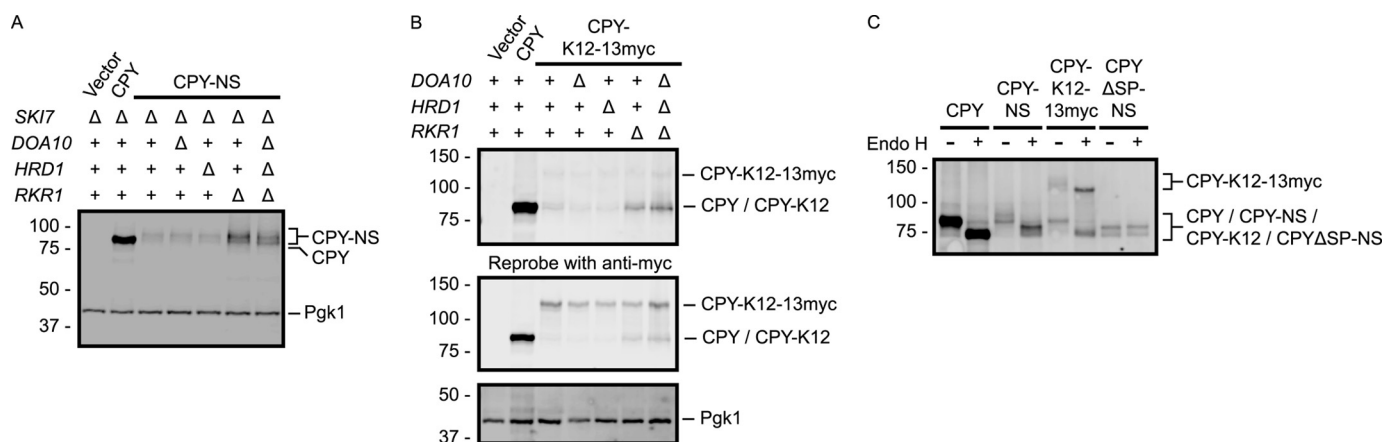 A
Vector
CPY
CPY-NS
SKI7 Δ Δ Δ Δ Δ Δ Δ
DOA10 + + + Δ + + Δ
HRD1 + + + + Δ + Δ
RKR1 + + + + + Δ Δ
100 -
75 -
50 -
37 -
CPY-NS
CPY
Pgk1
B
Vector
CPY
CPY-
K12-13myc
DOA10 + + + Δ + + Δ
HRD1 + + + + Δ + Δ
RKR1 + + + + + Δ Δ
150 -
100 -
75 -
CPY-K12-13myc
CPY / CPY-K12
Reprobe with anti-myc
150 -
100 -
75 -
CPY-K12-13myc
CPY / CPY-K12
50 -
37 -
Pgk1
C
CPY
CPY-
NS
CPY-
K12-
13myc
CPY
ΔSP-
NS
Endo H - + - + - + - +
150 -
100 -
75 -
CPY-K12-13myc
CPY / CPY-NS /
CPY-K12 / CPYΔSP-NS